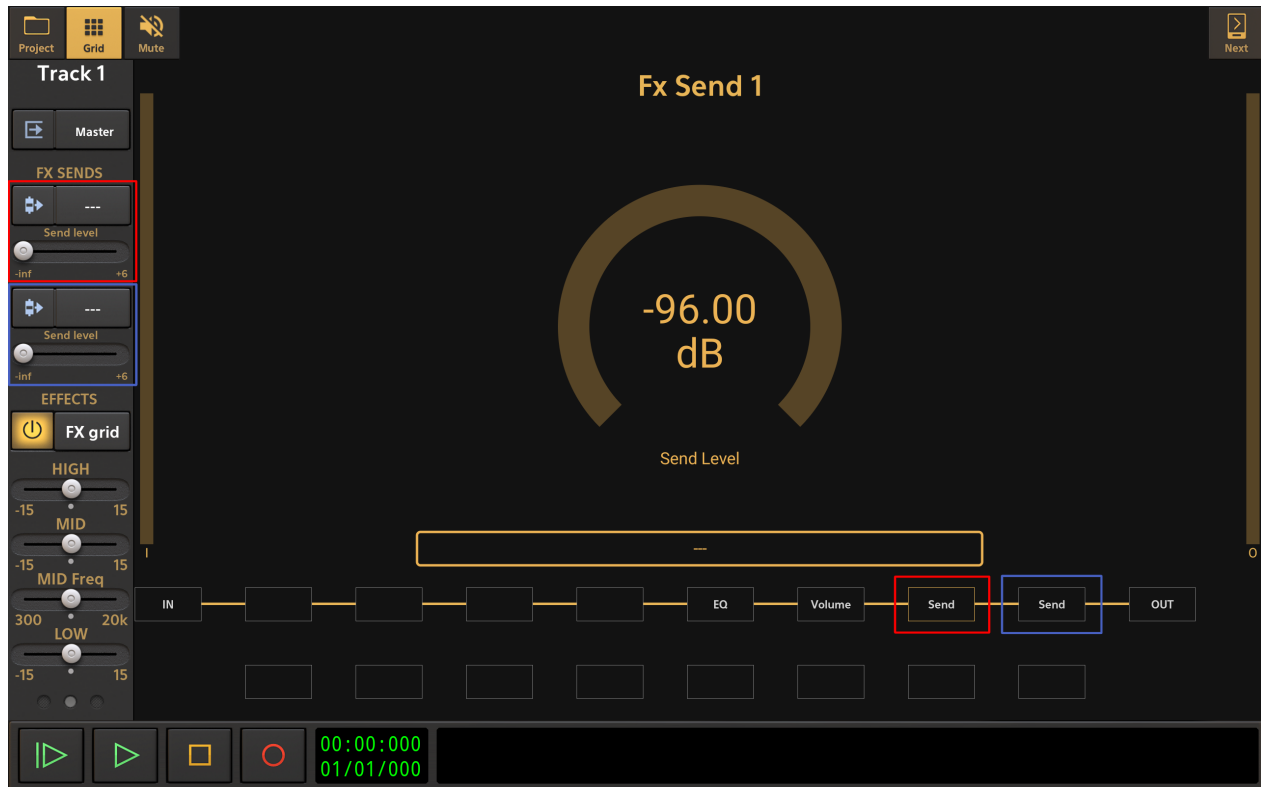 Project Grid Mute Next
Track 1
Master
FX SENDS
---
Send level
-inf +6
---
Send level
-inf +6
EFFECTS
FX grid
HIGH
-15 15
MID
-15 15
MID Freq
300 20k
LOW
-15 15
Fx Send 1
-96.00
dB
Send Level
---
I O
IN EQ Volume Send Send OUT
00:00:000
01/01/000